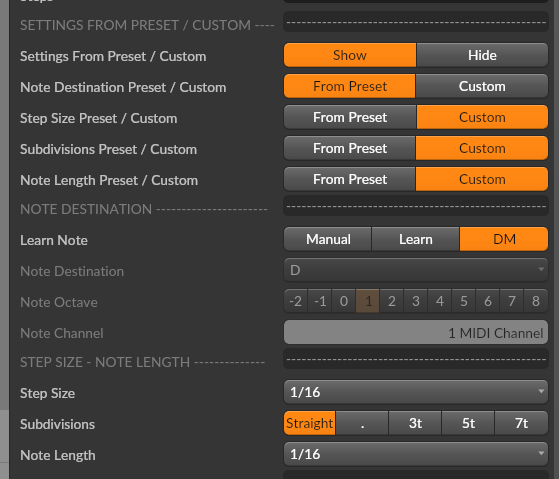 SETTINGS FROM PRESET / CUSTOM ----
Settings From Preset / Custom Show Hide
Note Destination Preset / Custom From Preset Custom
Step Size Preset / Custom From Preset Custom
Subdivisions Preset / Custom From Preset Custom
Note Length Preset / Custom From Preset Custom
NOTE DESTINATION ----------------------
Learn Note Manual Learn DM
Note Destination D
Note Octave -2 -1 0 1 2 3 4 5 6 7 8
Note Channel 1 MIDI Channel
STEP SIZE - NOTE LENGTH --------------
Step Size 1/16
Subdivisions Straight . 3t 5t 7t
Note Length 1/16